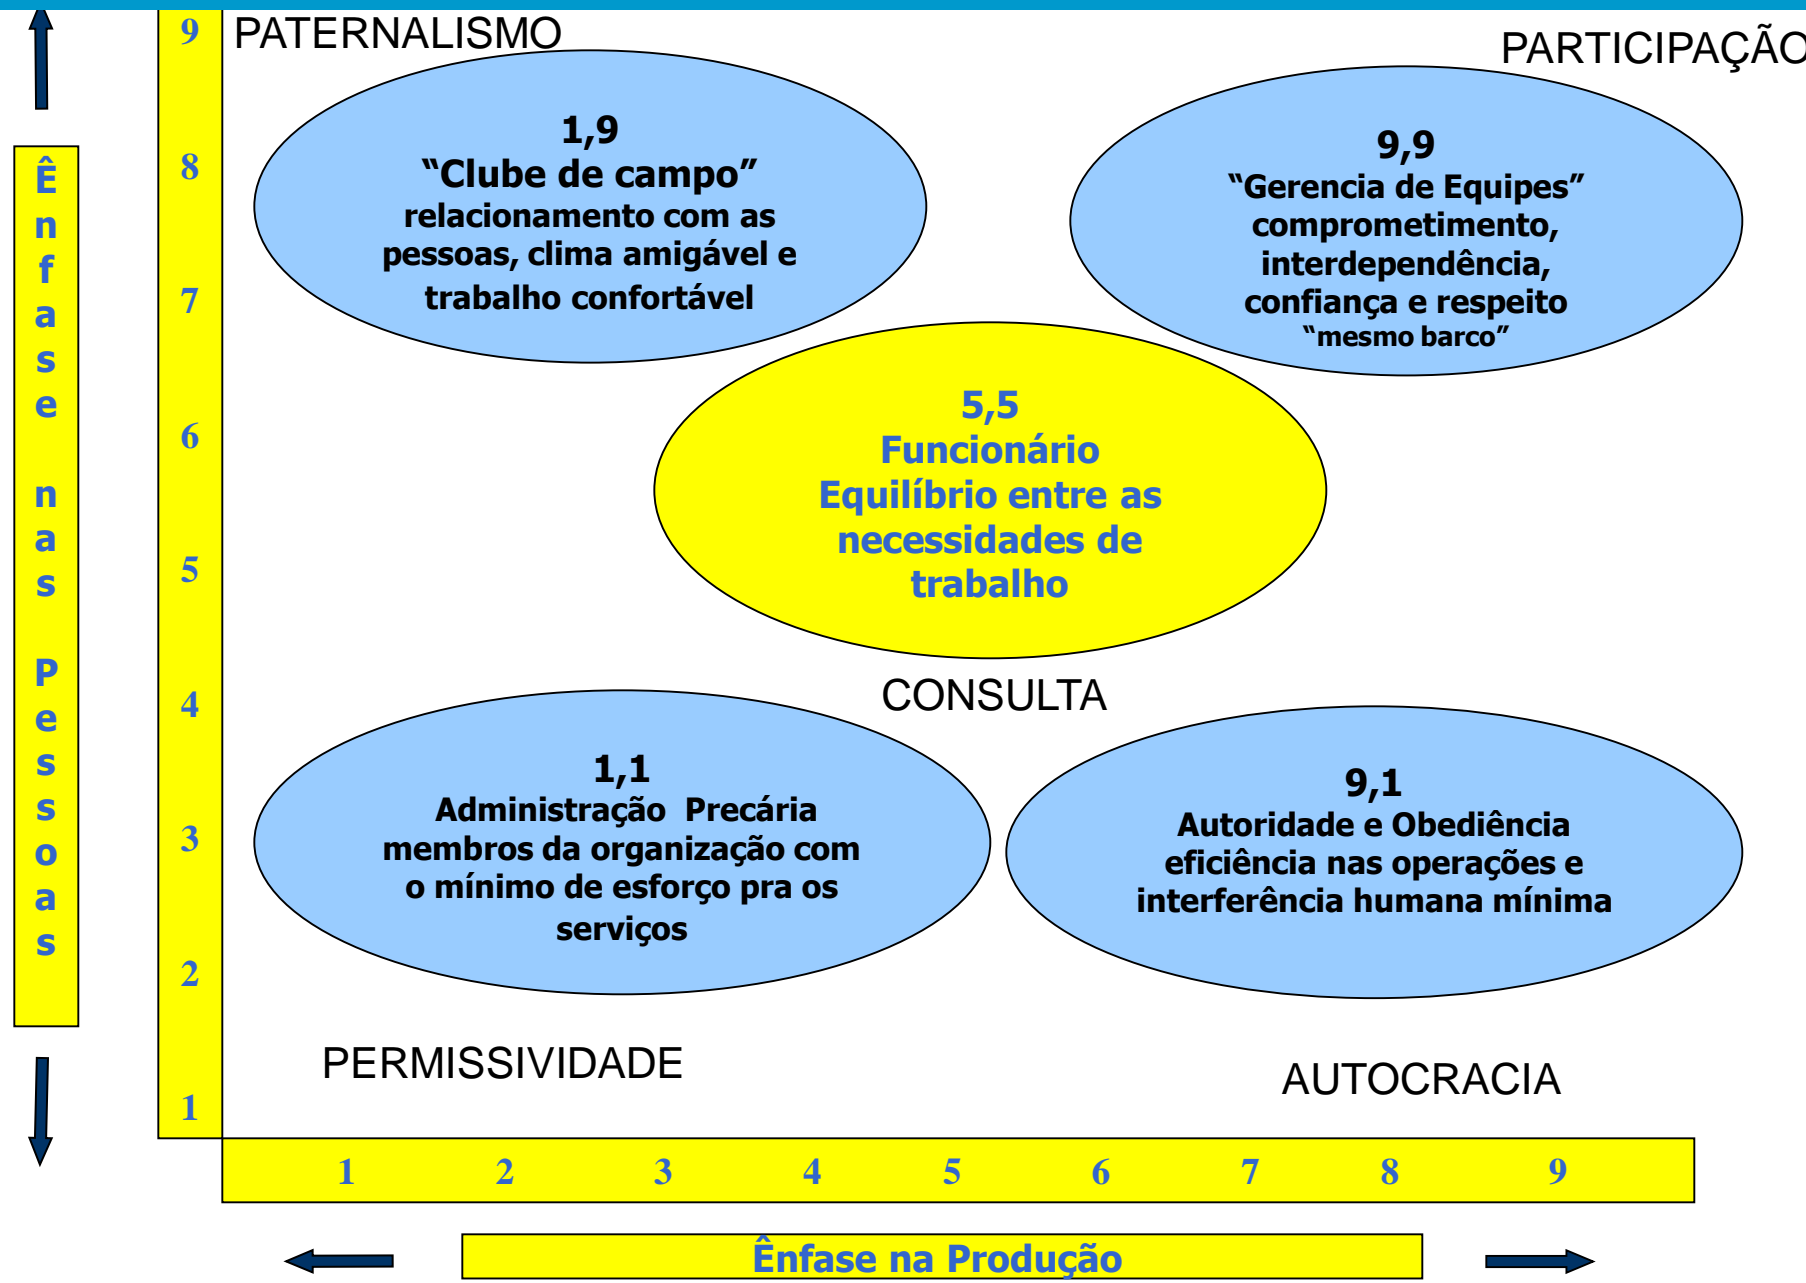 PATERNALISMO
PARTICIPAÇÃO
1,9
“Clube de campo”
relacionamento com as
pessoas, clima amigável e
trabalho confortável
9,9
“Gerencia de Equipes”
comprometimento,
interdependência,
confiança e respeito
“mesmo barco”
5,5
Funcionário
Equilíbrio entre as
necessidades de
trabalho
CONSULTA
1,1
Administração Precária
membros da organização com
o mínimo de esforço pra os
serviços
9,1
Autoridade e Obediência
eficiência nas operações e
interferência humana mínima
PERMISSIVIDADE
AUTOCRACIA
Ênfase nas Pessoas
9
8
7
6
5
4
3
2
1
1 2 3 4 5 6 7 8 9
Ênfase na Produção